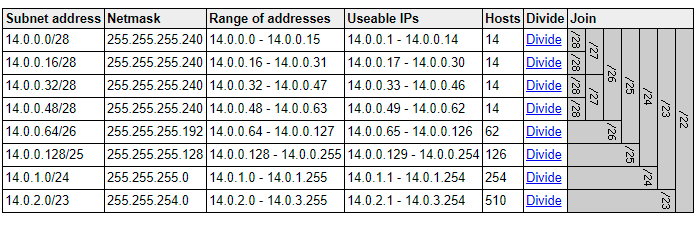 Subnet address Netmask Range of addresses Useable IPs Hosts Divide Join
14.0.0.0/28 255.255.255.240 14.0.0.0 - 14.0.0.15 14.0.0.1 - 14.0.0.14 14 Divide /28 /27 /26 /25 /24 /23 /22
14.0.0.16/28 255.255.255.240 14.0.0.16 - 14.0.0.31 14.0.0.17 - 14.0.0.30 14 Divide /28
14.0.0.32/28 255.255.255.240 14.0.0.32 - 14.0.0.47 14.0.0.33 - 14.0.0.46 14 Divide /28 /27
14.0.0.48/28 255.255.255.240 14.0.0.48 - 14.0.0.63 14.0.0.49 - 14.0.0.62 14 Divide /28
14.0.0.64/26 255.255.255.192 14.0.0.64 - 14.0.0.127 14.0.0.65 - 14.0.0.126 62 Divide /26
14.0.0.128/25 255.255.255.128 14.0.0.128 - 14.0.0.255 14.0.0.129 - 14.0.0.254 126 Divide /25
14.0.1.0/24 255.255.255.0 14.0.1.0 - 14.0.1.255 14.0.1.1 - 14.0.1.254 254 Divide /24
14.0.2.0/23 255.255.254.0 14.0.2.0 - 14.0.3.255 14.0.2.1 - 14.0.3.254 510 Divide /23